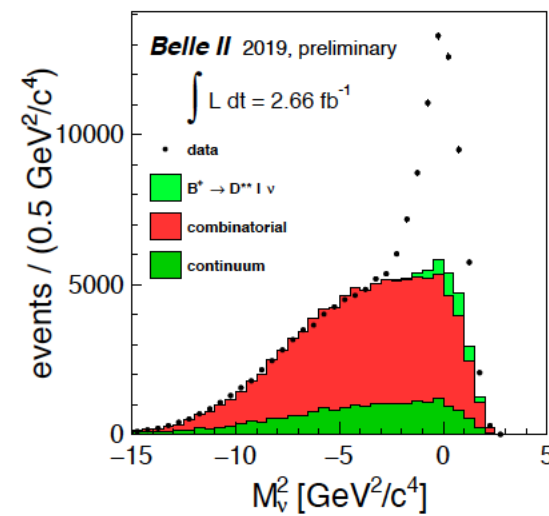 Belle II 2019, preliminary
∫ L dt = 2.66 fb⁻¹
data
B⁺ → D** l ν
combinatorial
continuum
events / (0.5 GeV²/c⁴)
10000
5000
0
−15 −10 −5 0 5
M²ᵥ [GeV²/c⁴]